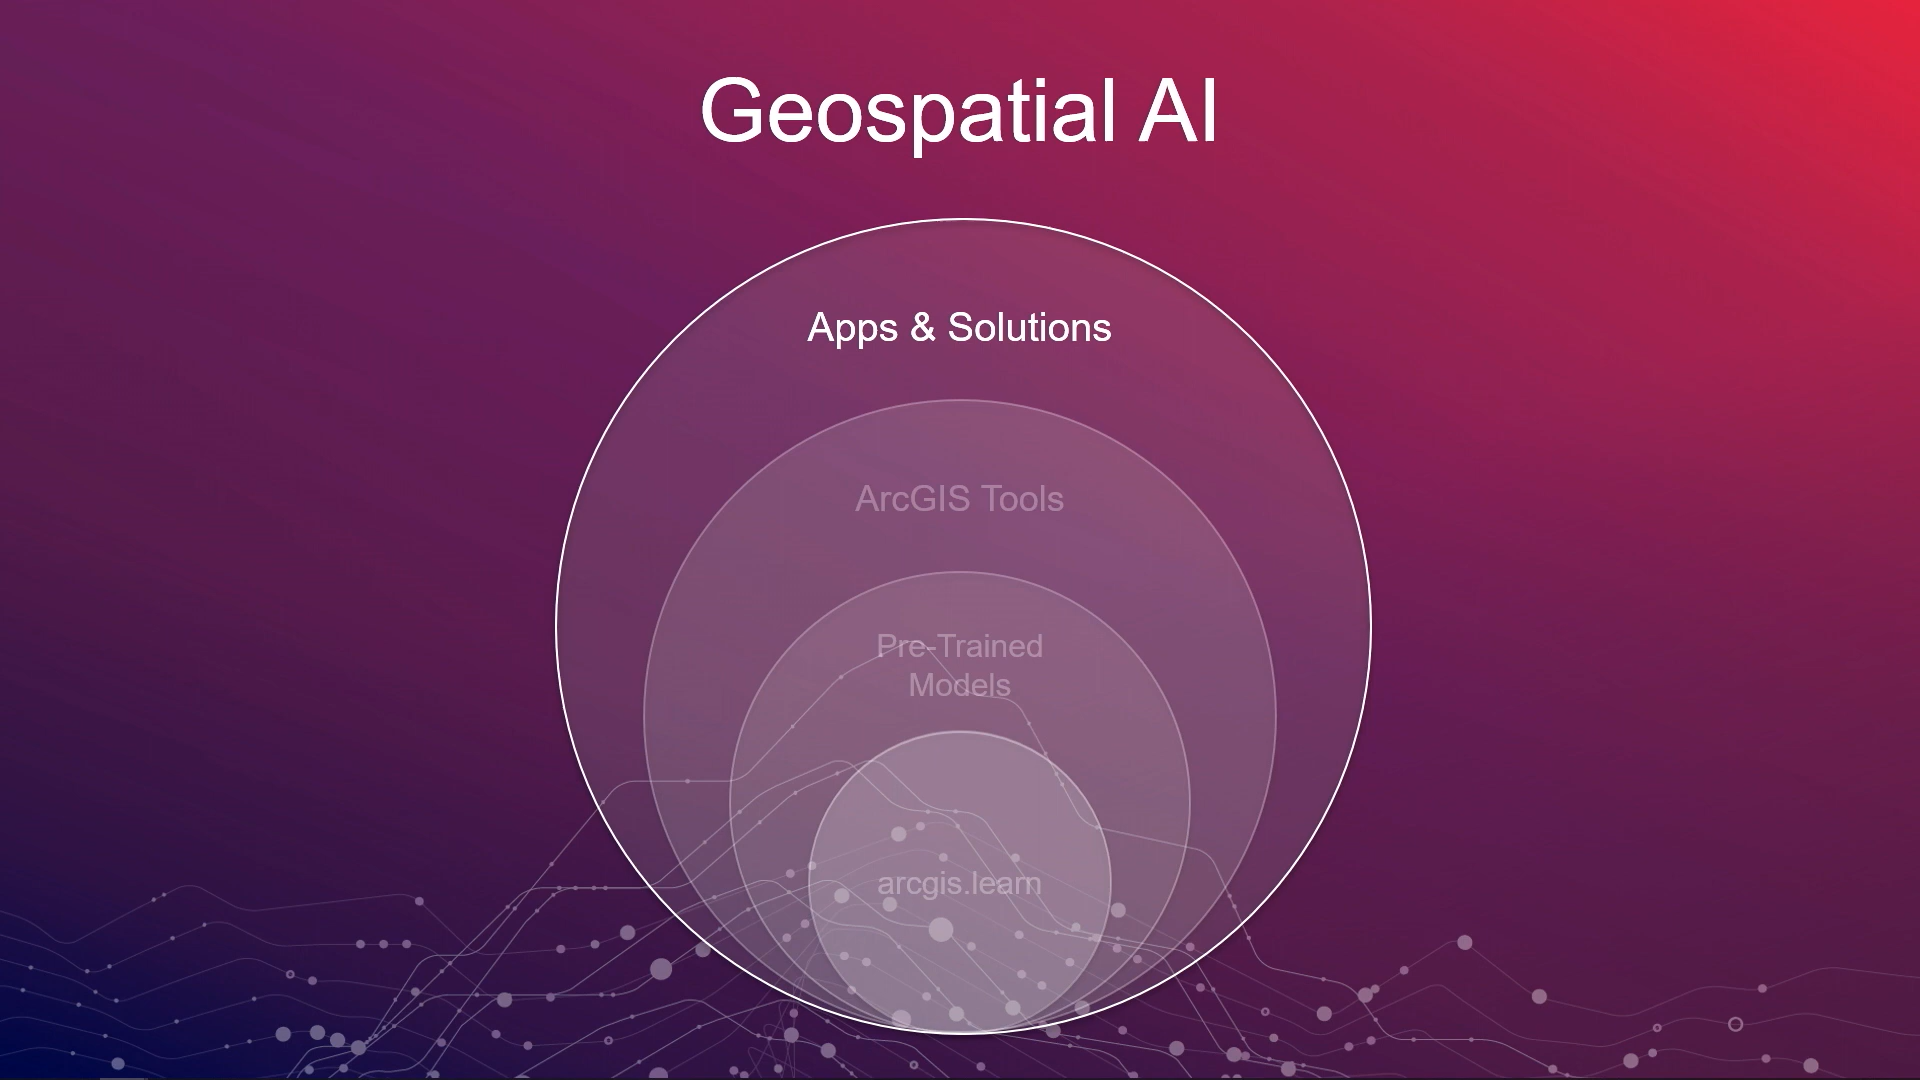 Geospatial AI
Apps & Solutions
ArcGIS Tools
Pre-Trained
Models
arcgis.learn